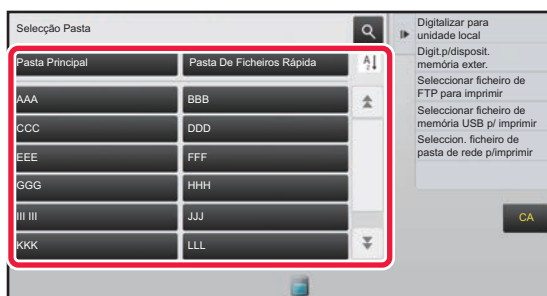 Selecção Pasta
Pasta Principal
Pasta De Ficheiros Rápida
AAA
BBB
CCC
DDD
EEE
FFF
GGG
HHH
III III
JJJ
KKK
LLL
Digitalizar para
unidade local
Digit.p/disposit.
memória exter.
Seleccionar ficheiro de
FTP para imprimir
Seleccionar ficheiro de
memória USB p/ imprimir
Seleccion. ficheiro de
pasta de rede p/imprimir
CA